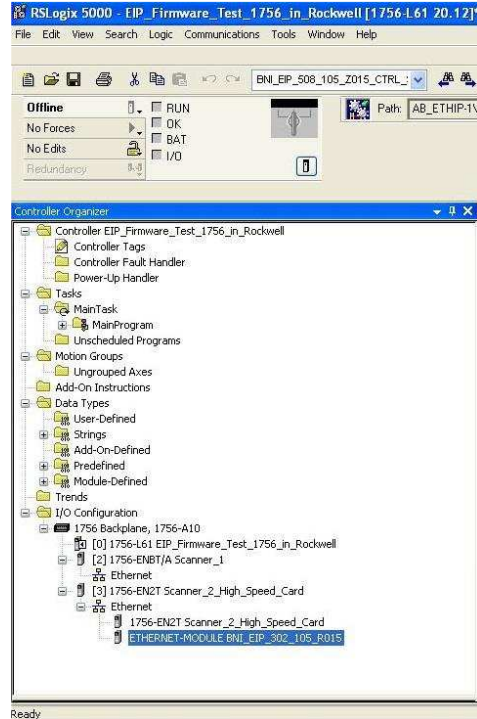 RSLogix 5000 - EIP_Firmware_Test_1756_in_Rockwell [1756-L61 20.12]*
File Edit View Search Logic Communications Tools Window Help
BNI_EIP_508_105_Z015_CTRL_
Offline RUN Path: AB_ETHIP-1\
No Forces OK
No Edits BAT
Redundancy I/O
Controller Organizer
Controller EIP_Firmware_Test_1756_in_Rockwell
Controller Tags
Controller Fault Handler
Power-Up Handler
Tasks
MainTask
MainProgram
Unscheduled Programs
Motion Groups
Ungrouped Axes
Add-On Instructions
Data Types
User-Defined
Strings
Add-On-Defined
Predefined
Module-Defined
Trends
I/O Configuration
1756 Backplane, 1756-A10
[0] 1756-L61 EIP_Firmware_Test_1756_in_Rockwell
[2] 1756-ENBT/A Scanner_1
Ethernet
[3] 1756-EN2T Scanner_2_High_Speed_Card
Ethernet
1756-EN2T Scanner_2_High_Speed_Card
ETHERNET-MODULE BNI_EIP_302_105_R015
Ready